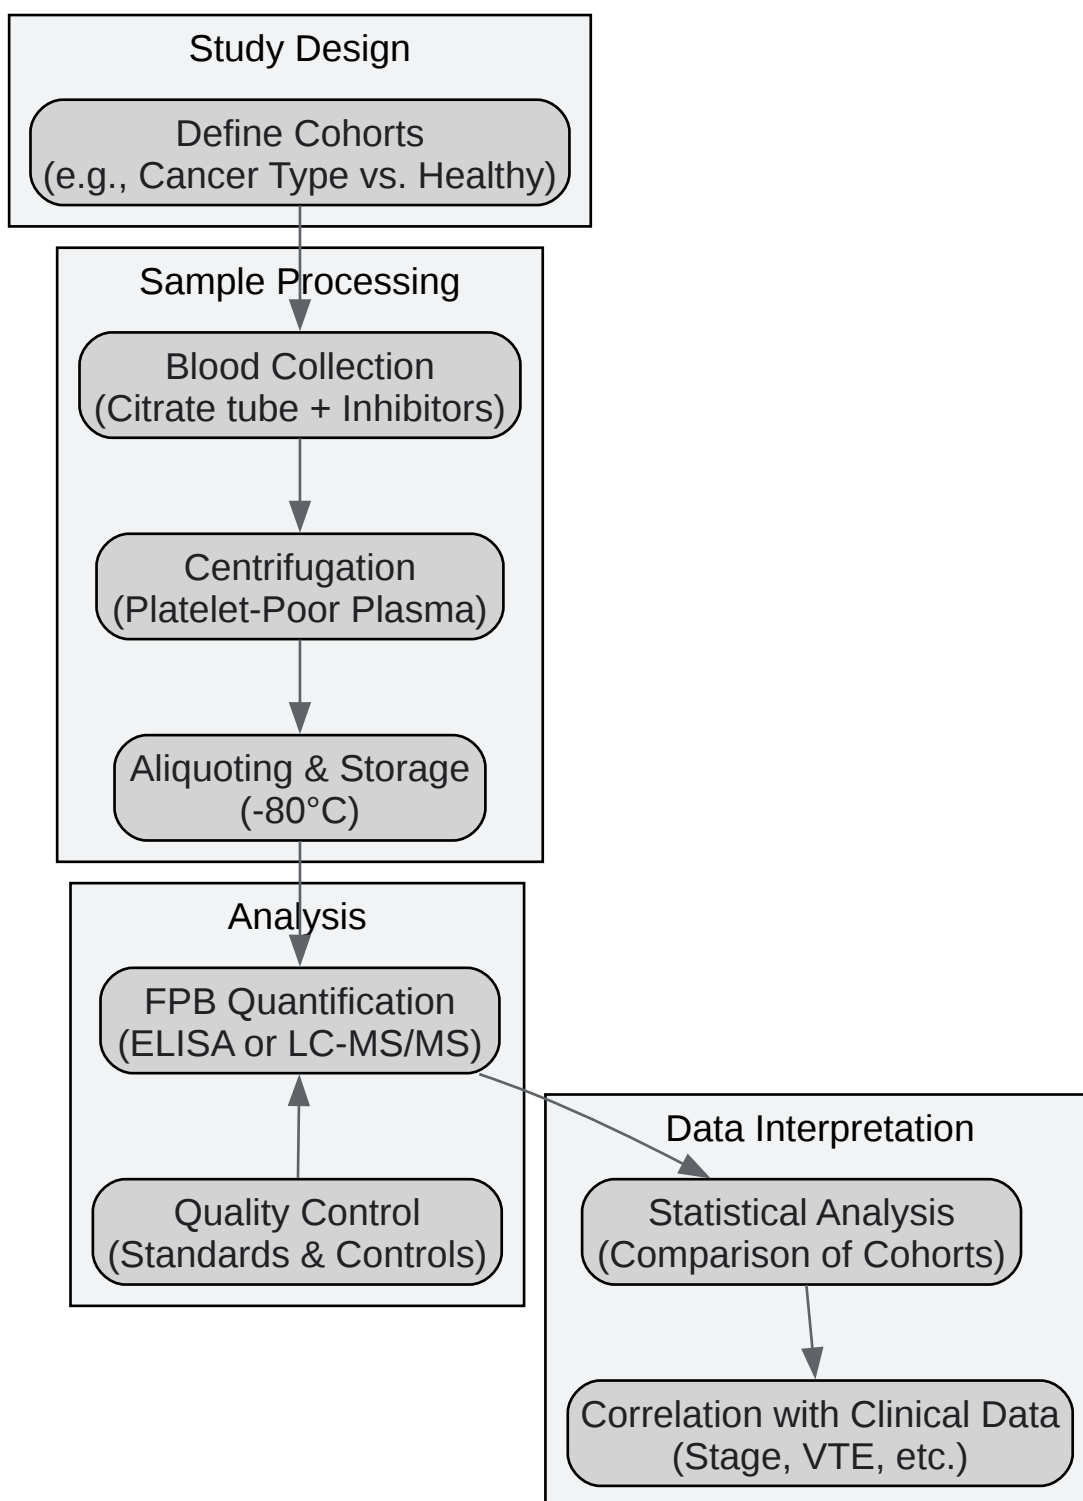 Study Design
Define Cohorts
(e.g., Cancer Type vs. Healthy)
Sample Processing
Blood Collection
(Citrate tube + Inhibitors)
Centrifugation
(Platelet-Poor Plasma)
Aliquoting & Storage
(-80°C)
Analysis
FPB Quantification
(ELISA or LC-MS/MS)
Quality Control
(Standards & Controls)
Data Interpretation
Statistical Analysis
(Comparison of Cohorts)
Correlation with Clinical Data
(Stage, VTE, etc.)